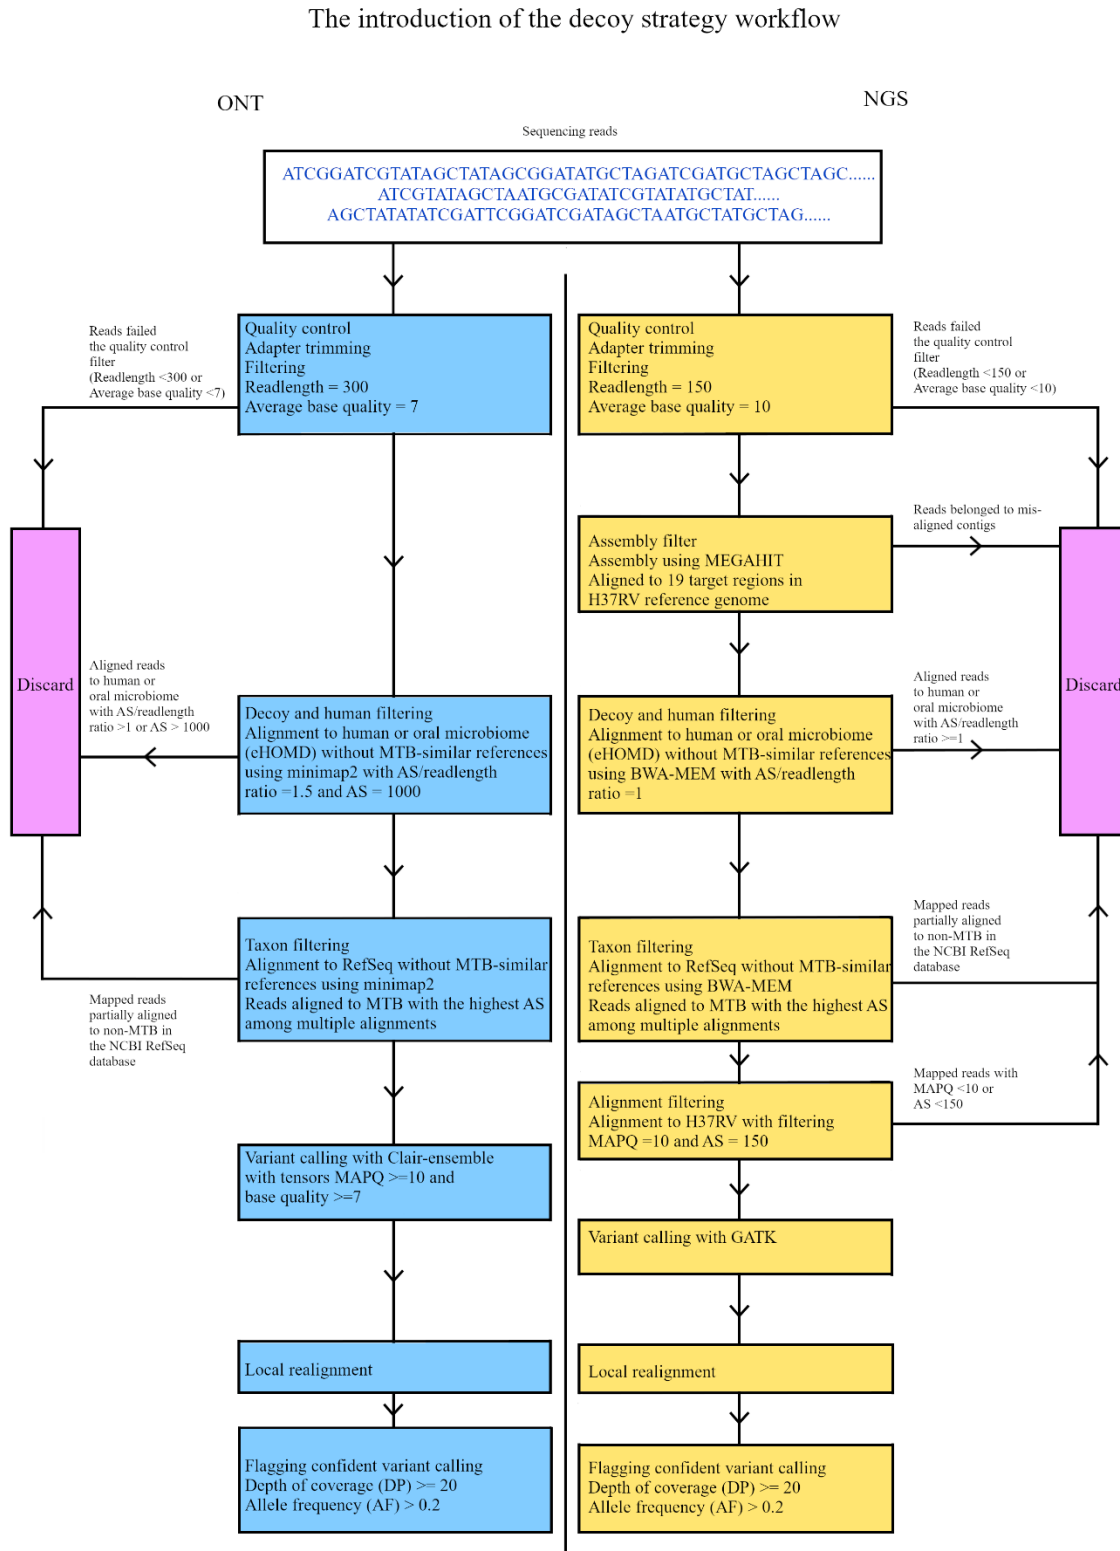 The introduction of the decoy strategy workflow
ONT
NGS
Sequencing reads
ATCGGATCGTATAGCTATAGCGGATATGCTAGATCGATGCTAGCTAGC......
ATCGTATAGCTAATGCGATATCGTATATGCTAT......
AGCTATATATCGATTCGGATCGATAGCTAATGCTATGCTAG......
Reads failed
the quality control
filter
(Readlength <300 or
Average base quality <7)
Quality control
Adapter trimming
Filtering
Readlength = 300
Average base quality = 7
Quality control
Adapter trimming
Filtering
Readlength = 150
Average base quality = 10
Reads failed
the quality control
filter
(Readlength <150 or
Average base quality <10)
Assembly filter
Assembly using MEGAHIT
Aligned to 19 target regions in
H37RV reference genome
Reads belonged to mis-
aligned contigs
Discard
Aligned reads
to human or
oral microbiome
with AS/readlength
ratio >1 or AS > 1000
Decoy and human filtering
Alignment to human or oral microbiome
(eHOMD) without MTB-similar references
using minimap2 with AS/readlength
ratio =1.5 and AS = 1000
Decoy and human filtering
Alignment to human or oral microbiome
(eHOMD) without MTB-similar references
using BWA-MEM with AS/readlength
ratio =1
Aligned reads
to human or
oral microbiome
with AS/readlength
ratio >=1
Discard
Mapped reads
partially aligned
to non-MTB in
the NCBI RefSeq
database
Taxon filtering
Alignment to RefSeq without MTB-similar
references using minimap2
Reads aligned to MTB with the highest AS
among multiple alignments
Taxon filtering
Alignment to RefSeq without MTB-similar
references using BWA-MEM
Reads aligned to MTB with the highest AS
among multiple alignments
Mapped reads
partially aligned
to non-MTB in
the NCBI RefSeq
database
Alignment filtering
Alignment to H37RV with filtering
MAPQ =10 and AS = 150
Mapped reads with
MAPQ <10 or
AS <150
Variant calling with Clair-ensemble
with tensors MAPQ >=10 and
base quality >=7
Variant calling with GATK
Local realignment
Local realignment
Flagging confident variant calling
Depth of coverage (DP) >= 20
Allele frequency (AF) > 0.2
Flagging confident variant calling
Depth of coverage (DP) >= 20
Allele frequency (AF) > 0.2